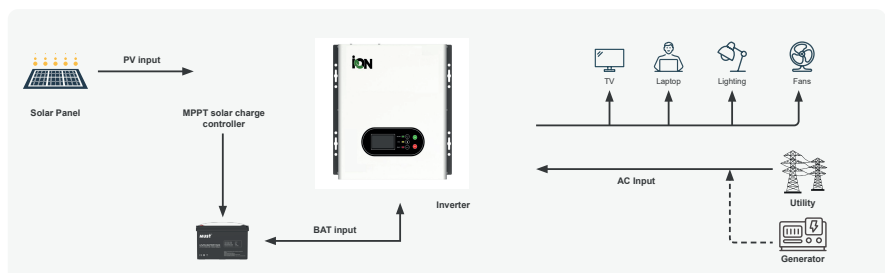 PV input
Solar Panel
MPPT solar charge
controller
iON
Inverter
TV
Laptop
Lighting
Fans
AC Input
Utility
Generator
BAT input
MUST